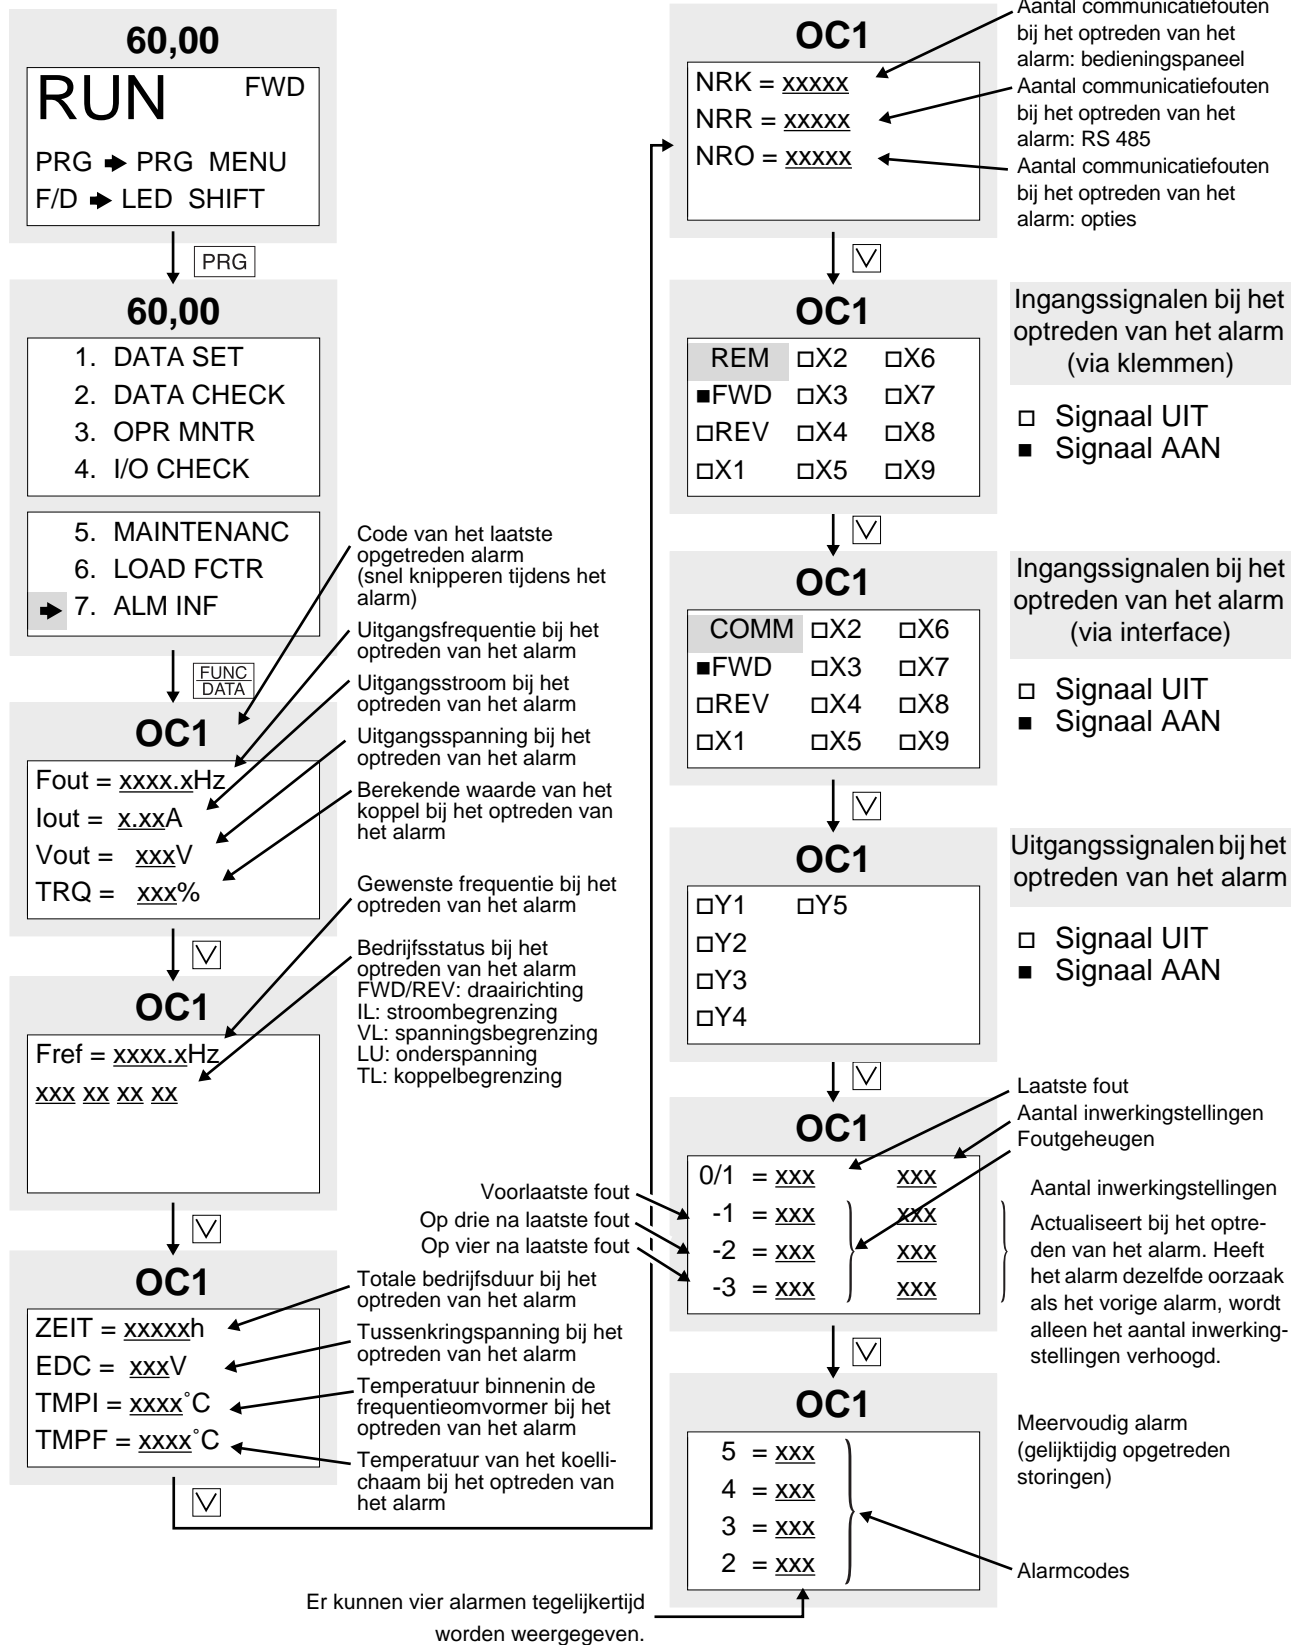 60,00
RUN FWD
PRG ➧ PRG MENU
F/D ➧ LED SHIFT
PRG
60,00
1. DATA SET
2. DATA CHECK
3. OPR MNTR
4. I/O CHECK
5. MAINTENANC
6. LOAD FCTR
➧ 7. ALM INF
FUNC
DATA
Code van het laatste
opgetreden alarm
(snel knipperen tijdens het
alarm)
Uitgangsfrequentie bij het
optreden van het alarm
Uitgangsstroom bij het
optreden van het alarm
Uitgangsspanning bij het
optreden van het alarm
Berekende waarde van het
koppel bij het optreden van
het alarm
OC1
Fout = xxxx.xHz
Iout = x.xxA
Vout = xxxV
TRQ = xxx%
Gewenste frequentie bij het
optreden van het alarm
Bedrijfsstatus bij het
optreden van het alarm
FWD/REV: draairichting
IL: stroombegrenzing
VL: spanningsbegrenzing
LU: onderspanning
TL: koppelbegrenzing
OC1
Fref = xxxx.xHz
xxx xx xx xx
OC1
ZEIT = xxxxxh
EDC = xxxV
TMPI = xxxx°C
TMPF = xxxx°C
Totale bedrijfsduur bij het
optreden van het alarm
Tussenkringspanning bij het
optreden van het alarm
Temperatuur binnenin de
frequentieomvormer bij het
optreden van het alarm
Temperatuur van het koelli-
chaam bij het optreden van
het alarm
OC1
NRK = xxxxx
NRR = xxxxx
NRO = xxxxx
Aantal communicatiefouten
bij het optreden van het
alarm: bedieningspaneel
Aantal communicatiefouten
bij het optreden van het
alarm: RS 485
Aantal communicatiefouten
bij het optreden van het
alarm: opties
OC1
REM □X2 □X6
■FWD □X3 □X7
□REV □X4 □X8
□X1 □X5 □X9
Ingangssignalen bij het
optreden van het alarm
(via klemmen)
□ Signaal UIT
■ Signaal AAN
OC1
COMM □X2 □X6
■FWD □X3 □X7
□REV □X4 □X8
□X1 □X5 □X9
Ingangssignalen bij het
optreden van het alarm
(via interface)
□ Signaal UIT
■ Signaal AAN
OC1
□Y1 □Y5
□Y2
□Y3
□Y4
Uitgangssignalen bij het
optreden van het alarm
□ Signaal UIT
■ Signaal AAN
OC1
0/1 = xxx xxx
-1 = xxx xxx
-2 = xxx xxx
-3 = xxx xxx
Voorlaatste fout
Op drie na laatste fout
Op vier na laatste fout
Laatste fout
Aantal inwerkingstellingen
Foutgeheugen
Aantal inwerkingstellingen
Actualiseert bij het optre-
den van het alarm. Heeft
het alarm dezelfde oorzaak
als het vorige alarm, wordt
alleen het aantal inwerking-
stellingen verhoogd.
OC1
5 = xxx
4 = xxx
3 = xxx
2 = xxx
Meervoudig alarm
(gelijktijdig opgetreden
storingen)
Alarmcodes
Er kunnen vier alarmen tegelijkertijd
worden weergegeven.